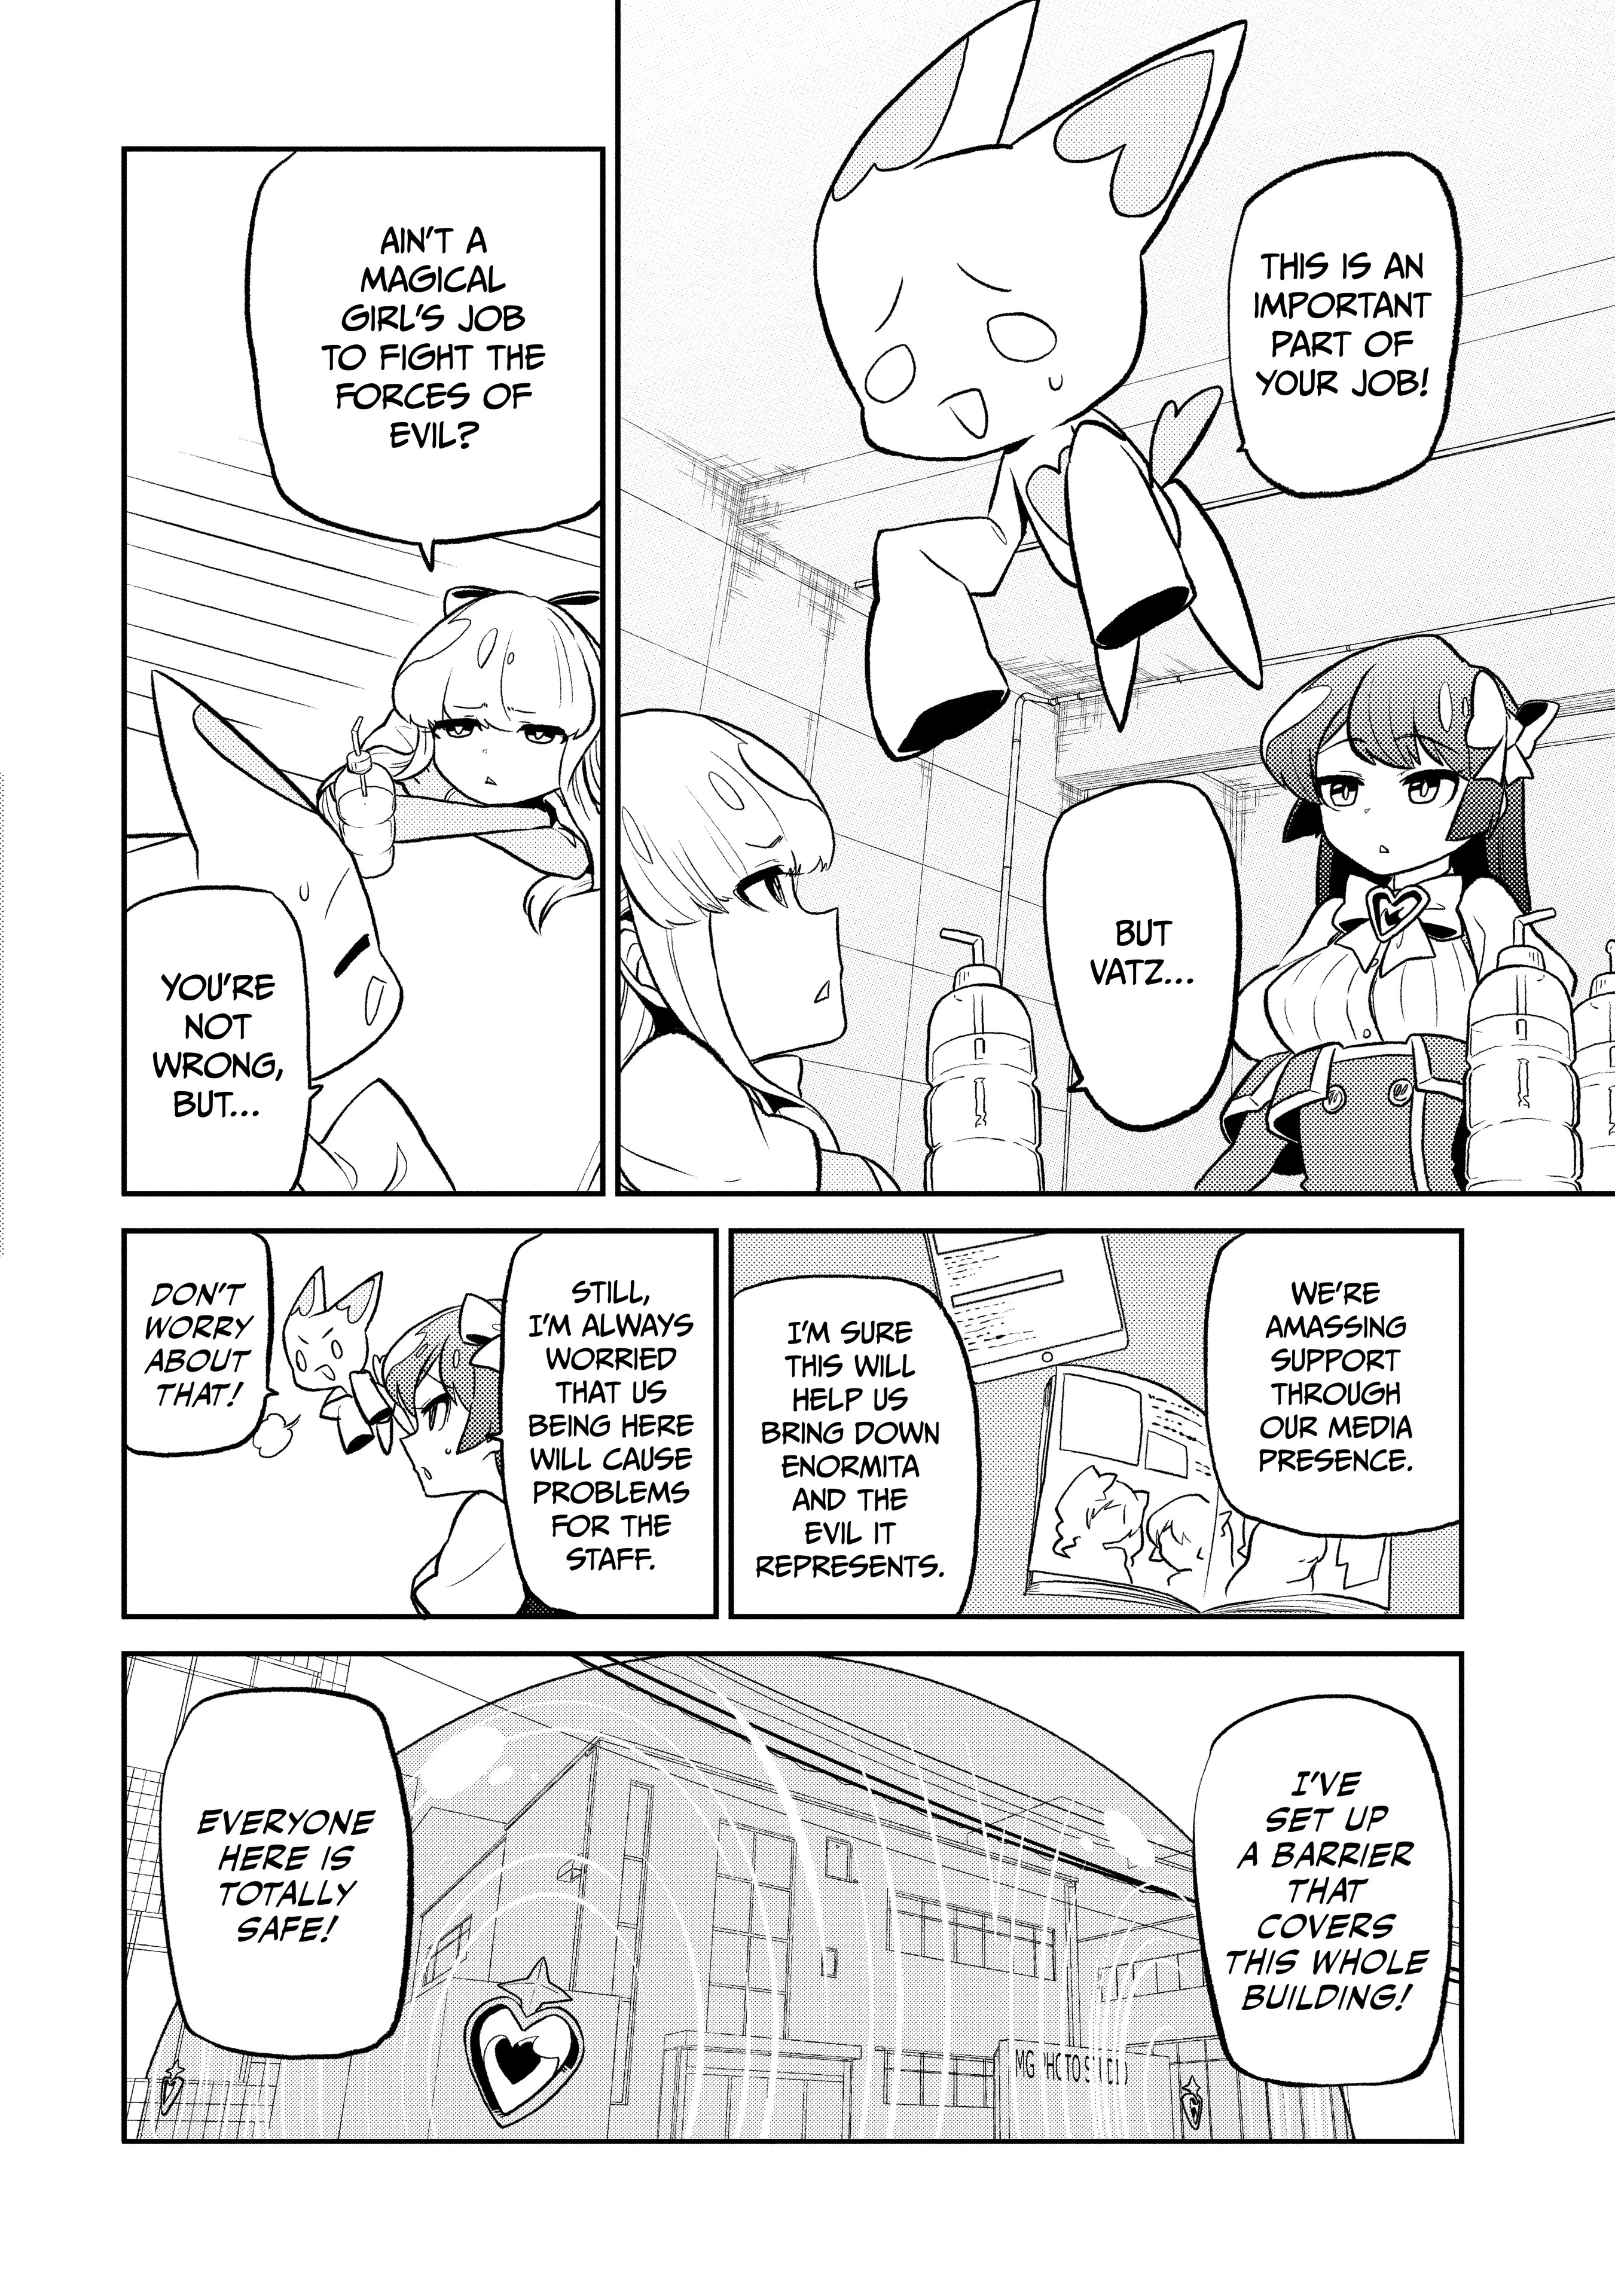 THIS IS AN
IMPORTANT
PART OF
YOUR JOB!
BUT
VATZ...
AIN'T A
MAGICAL
GIRL'S JOB
TO FIGHT THE
FORCES OF
EVIL?
YOU'RE
NOT
WRONG,
BUT...
WE'RE
AMASSING
SUPPORT
THROUGH
OUR MEDIA
PRESENCE.
I'M SURE
THIS WILL
HELP US
BRING DOWN
ENORMITA
AND THE
EVIL IT
REPRESENTS.
STILL,
I'M ALWAYS
WORRIED
THAT US
BEING HERE
WILL CAUSE
PROBLEMS
FOR THE
STAFF.
DON'T
WORRY
ABOUT
THAT!
I'VE
SET UP
A BARRIER
THAT
COVERS
THIS WHOLE
BUILDING!
EVERYONE
HERE IS
TOTALLY
SAFE!
MG PHOTO STUDIO